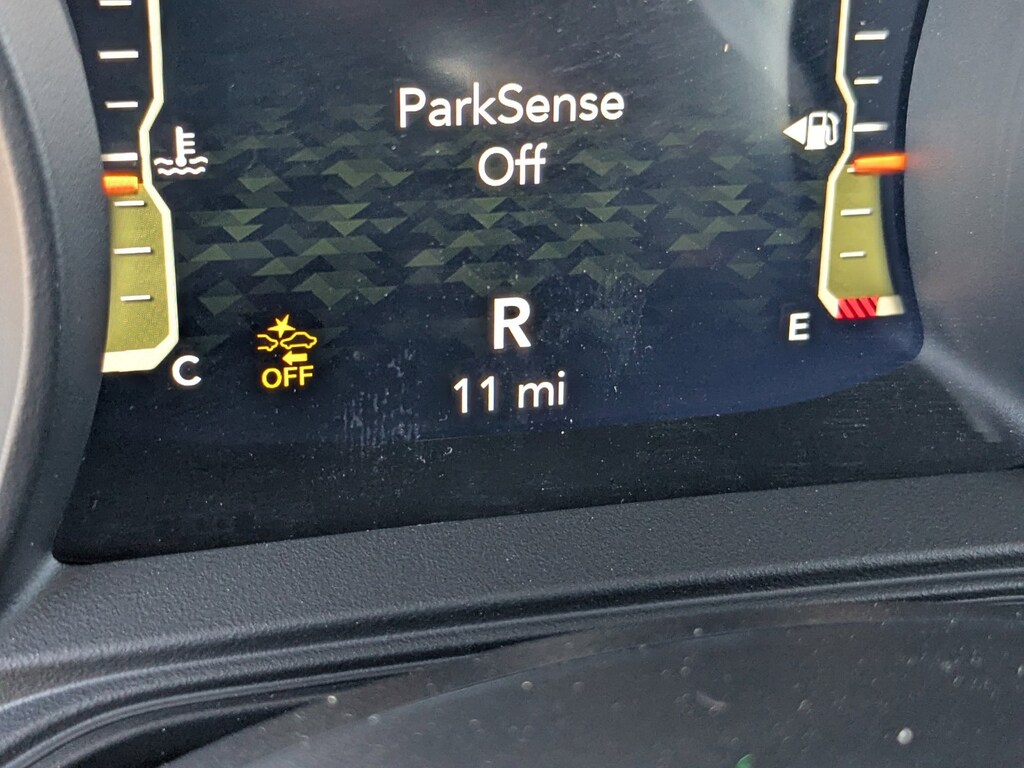 ParkSense
Off
C
OFF
R
E
11 mi